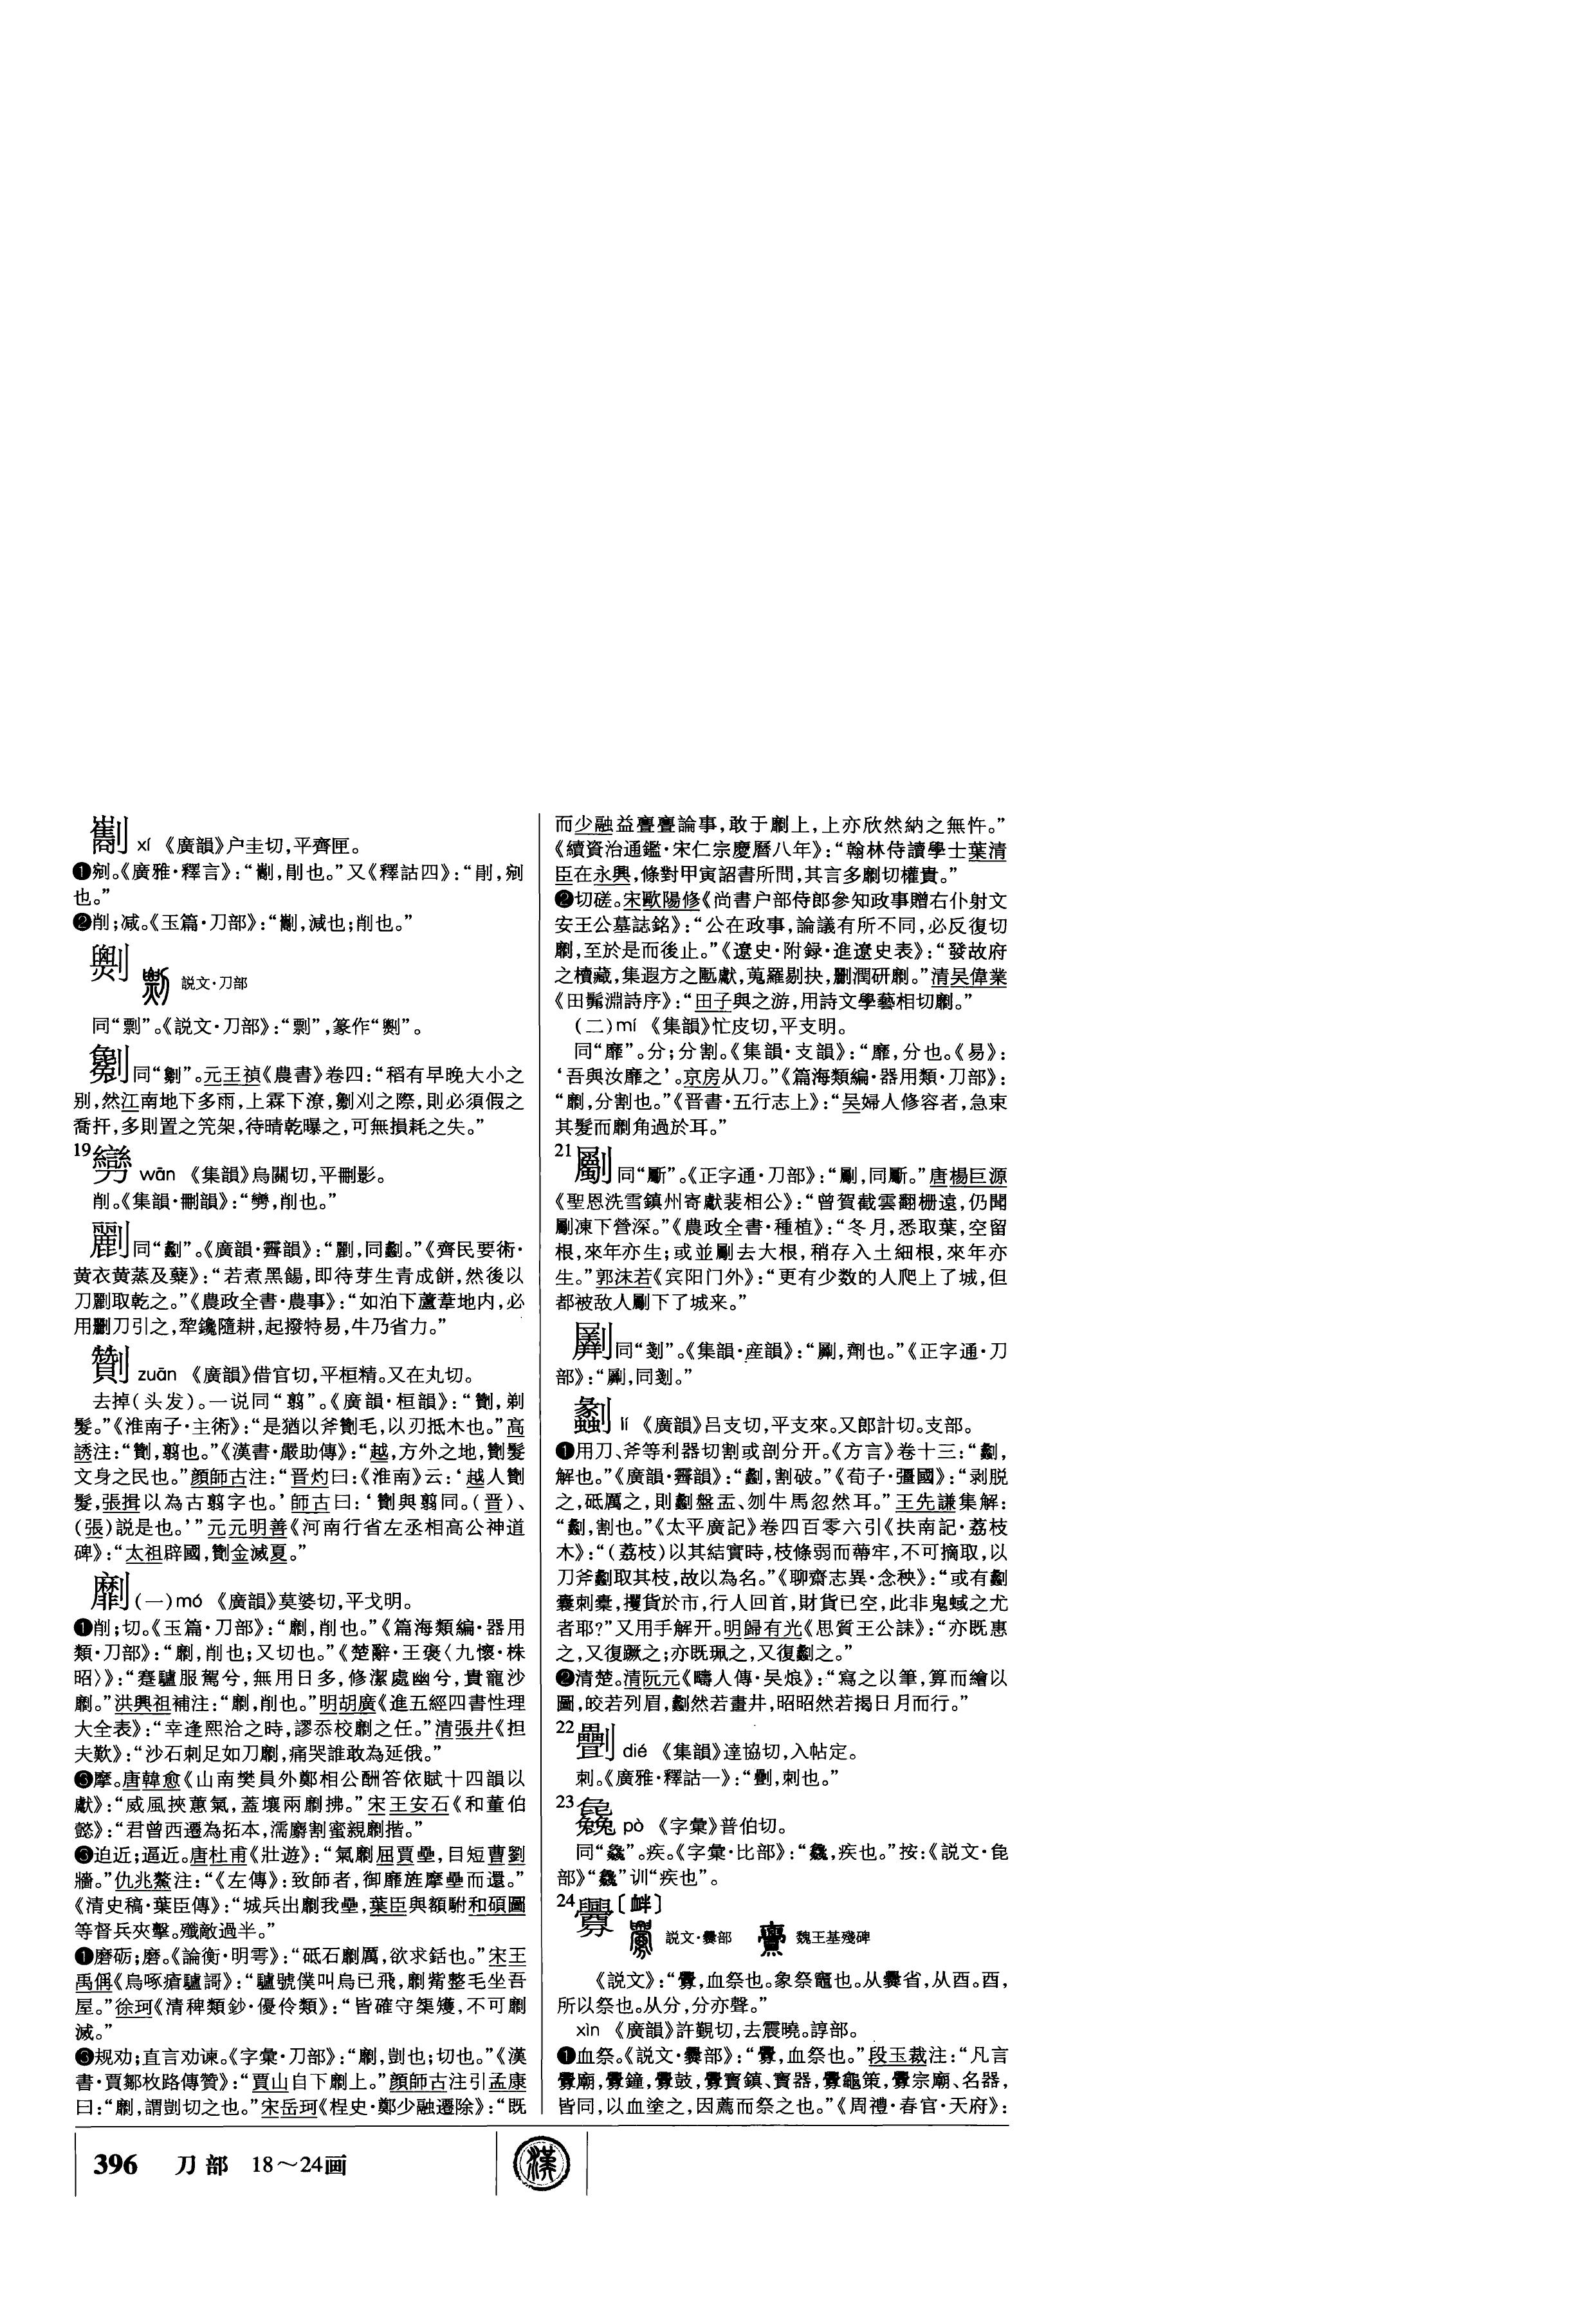 劑 xí 《廣韻》户圭切,平齊匣。
❶剜。《廣雅·釋言》:“劑,削也。”又《釋詁四》:“削,剜
也。”
❷削;减。《玉篇·刀部》:“劑,減也;削也。”
説文·刀部
同“剽”。《説文·刀部》:“剽”,篆作“㔄”。
同“劖”。元王禎《農書》卷四:“稻有早晚大小之
别,然江南地下多雨,上霖下潦,刈之際,則必須假之
喬扦,多則置之笐架,待晴乾曝之,可無損耗之失。”
19 wān 《集韻》烏關切,平刪影。
削。《集韻·刪韻》:“,削也。”
劚同“劙”。《廣韻·霽韻》:“,同劙。”《齊民要術·
黄衣黄蒸及糱》:“若煮黑餳,即待芽生青成餅,然後以
刀取乾之。”《農政全書·農事》:“如泊下蘆葦地内,必
用刀引之,犂鑱隨耕,起撥特易,牛乃省力。”
劗 zuān 《廣韻》借官切,平桓精。又在丸切。
去掉(头发)。一说同“翦”。《廣韻·桓韻》:“劗,剃
髮。”《淮南子·主術》:“是猶以斧劗毛,以刃抵木也。”高
誘注:“劗,翦也。”《漢書·嚴助傳》:“越,方外之地,劗髮
文身之民也。”顔師古注:“晋灼曰:《淮南》云:‘越人劗
髮,張揖以為古翦字也。’師古曰:‘劗與翦同。(晋)、
(張)説是也。’”元元明善《河南行省左丞相高公神道
碑》:“太祖辟國,劗金滅夏。”
劘(一)mó 《廣韻》莫婆切,平戈明。
❶削;切。《玉篇·刀部》:“劘,削也。”《篇海類編·器用
類·刀部》:“劘,削也;又切也。”《楚辭·王褒〈九懷·株
昭〉》:“蹇驢服駕兮,無用日多,修潔處幽兮,貴寵沙
劘。”洪興祖補注:“劘,削也。”明胡廣《進五經四書性理
大全表》:“幸逢熙洽之時,謬忝校劘之任。”清張井《担
夫歎》:“沙石刺足如刀劘,痛哭誰敢為延俄。”
❸摩。唐韓愈《山南樊員外鄭相公酬答依賦十四韻以
獻》:“威風挾蕙氣,蓋壤兩劘拂。”宋王安石《和董伯
懿》:“君曾西遷為拓本,濡麝割蜜親劘揩。”
❸迫近;逼近。唐杜甫《壯遊》:“氣劘屈賈壘,目短曹劉
牆。”仇兆鰲注:“《左傳》:致師者,御靡旌摩壘而還。”
《清史稿·葉臣傳》:“城兵出劘我壘,葉臣與額駙和碩圖
等督兵夾擊。殲敵過半。”
❶磨砺;磨。《論衡·明雩》:“砥石劘厲,欲求銛也。”宋王
禹偁《烏啄瘡驢謌》:“驢號僕叫烏已飛,劘觜整毛坐吾
屋。”徐珂《清稗類鈔·優伶類》:“皆確守榘矱,不可劘
滅。”
❸规劝;直言劝谏。《字彙·刀部》:“劘,剴也;切也。”《漢
書·賈鄒枚路傳贊》:“賈山自下劘上。”顔師古注引孟康
曰:“劘,謂剴切之也。”宋岳珂《桯史·鄭少融遷除》:“既
而少融益亹亹論事,敢于劘上,上亦欣然納之無忤。”
《續資治通鑑·宋仁宗慶曆八年》:“翰林侍讀學士葉清
臣在永興,條對甲寅詔書所問,其言多劘切權貴。”
❷切磋。宋歐陽修《尚書户部侍郎參知政事贈右仆射文
安王公墓誌銘》:“公在政事,論議有所不同,必反復切
劘,至於是而後止。”《遼史·附録·進遼史表》:“發故府
之櫝藏,集遐方之匭獻,蒐羅剔抉,刪潤研劘。”清吴偉業
《田髴淵詩序》:“田子與之游,用詩文學藝相切劘。”
(二)mí 《集韻》忙皮切,平支明。
同“靡”。分;分割。《集韻·支韻》:“靡,分也。《易》:
‘吾與汝靡之’。京房从刀。”《篇海類編·器用類·刀部》:
“劘,分割也。”《晋書·五行志上》:“吴婦人修容者,急束
其髮而劘角過於耳。”
21劚同“斸”。《正字通·刀部》:“劚,同斸。”唐楊巨源
《聖恩洗雪鎮州寄獻裴相公》:“曾賀截雲翻栅遠,仍聞
劚凍下營深。”《農政全書·種植》:“冬月,悉取葉,空留
根,來年亦生;或並劚去大根,稍存入土細根,來年亦
生。”郭沫若《宾阳门外》:“更有少数的人爬上了城,但
都被敌人劚下了城来。”
同“剗”。《集韻·産韻》:“,劑也。”《正字通·刀
部》:“,同剗。”
劙 lí 《廣韻》吕支切,平支來。又郎計切。支部。
❶用刀、斧等利器切割或剖分开。《方言》卷十三:“劙,
解也。”《廣韻·霽韻》:“劙,割破。”《荀子·彊國》:“剥脱
之,砥厲之,則劙盤盂、刎牛馬忽然耳。”王先謙集解:
“劙,割也。”《太平廣記》卷四百零六引《扶南記·荔枝
木》:“(荔枝)以其結實時,枝條弱而蔕牢,不可摘取,以
刀斧劙取其枝,故以為名。”《聊齋志異·念秧》:“或有劙
囊刺橐,攫貨於市,行人回首,財貨已空,此非鬼蜮之尤
者耶?”又用手解开。明歸有光《思質王公誄》:“亦既惠
之,又復蹶之;亦既珮之,又復劙之。”
❷清楚。清阮元《疇人傳·吴烺》:“寫之以筆,算而繪以
圖,皎若列眉,劙然若畫井,昭昭然若揭日月而行。”
22 dié 《集韻》達協切,入帖定。
刺。《廣雅·釋詁一》:“,刺也。”
23 pò 《字彙》普伯切。
同“”。疾。《字彙·比部》:“,疾也。”按:《説文·㲋
部》“”训“疾也”。
24釁〔衅〕
説文·爨部 魏王基殘碑
《説文》:“釁,血祭也。象祭竈也。从爨省,从酉。酉,
所以祭也。从分,分亦聲。”
xìn 《廣韻》許覲切,去震曉。諄部。
❶血祭。《説文·爨部》:“釁,血祭也。”段玉裁注:“凡言
釁廟,釁鐘,釁鼓,釁寶鎮、寶器,釁龜策,釁宗廟、名器,
皆同,以血塗之,因薦而祭之也。”《周禮·春官·天府》:
396 刀部 18～24画
漢